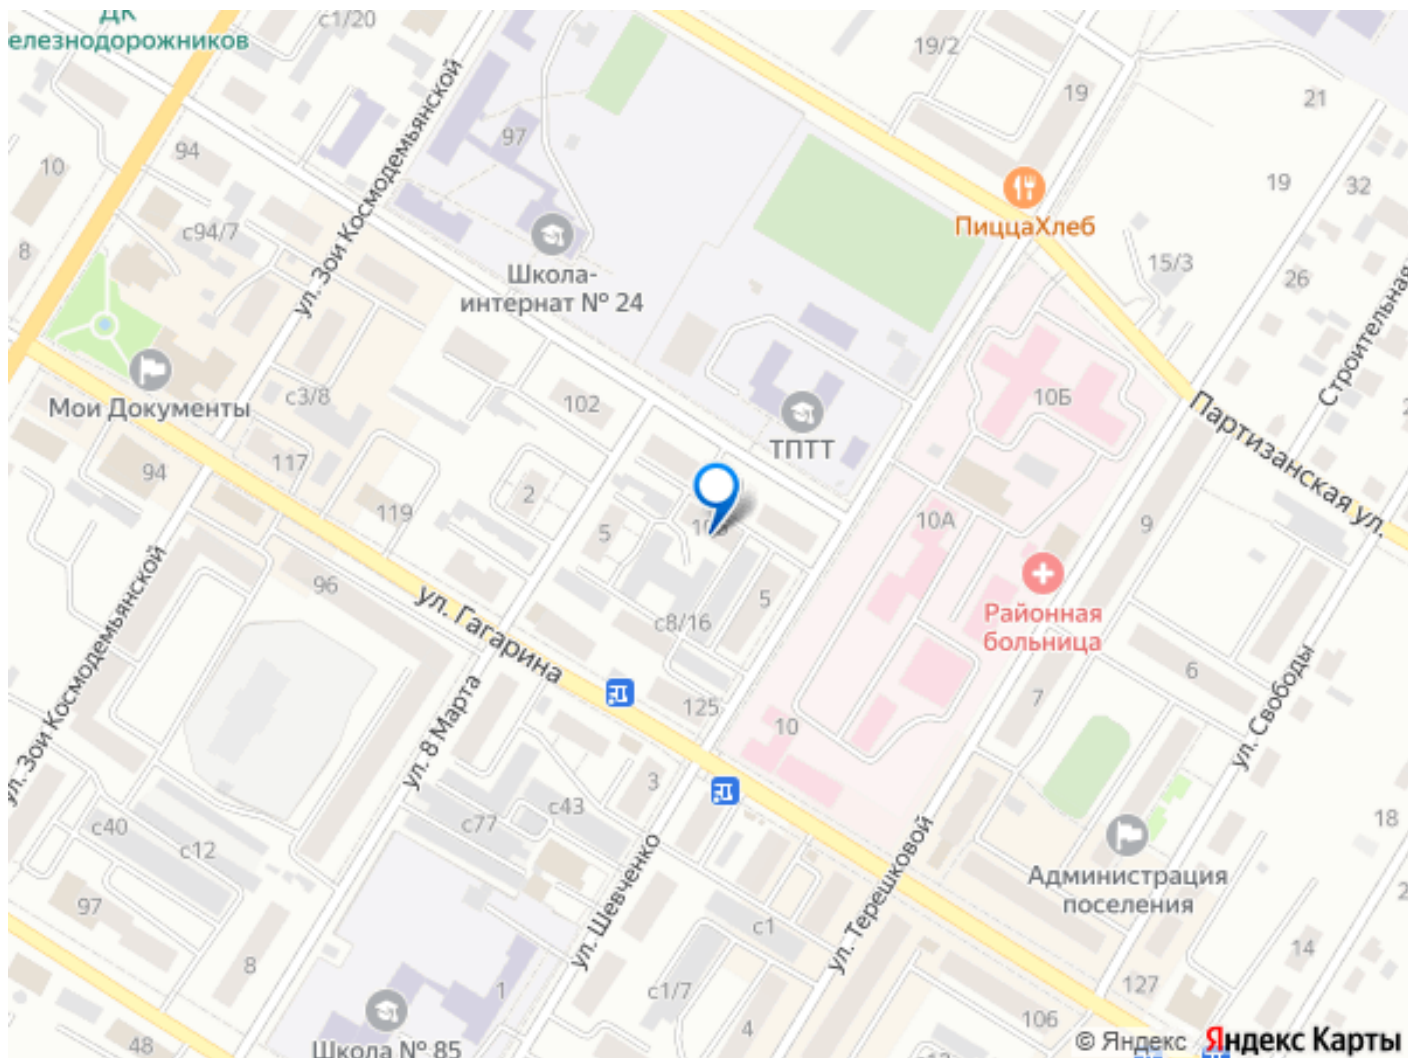 ДК
елезнодорожников
с1/20
19/2
19
21
97
94
10
ул. Зои Космодемьянской
19
32
с94/7
8
ПиццаХлеб
15/3
26
Школа-
интернат № 24
Строительная
Мои Документы
с3/8
102
10Б
ТПТТ
Партизанская ул.
94
117
2
119
5
10А
9
96
ул. Гагарина
5
с8/16
Районная
больница
ул. Зои Космодемьянской
6
ул. 8 Марта
125
10
7
ул. Свободы
3
с43
с77
с40
с12
18
ул. Шевченко
ул. Терешковой
Администрация
поселения
97
с1
14
8
1
с1/7
127
4
106
48
Школа № 85
© Яндекс Яндекс Карты